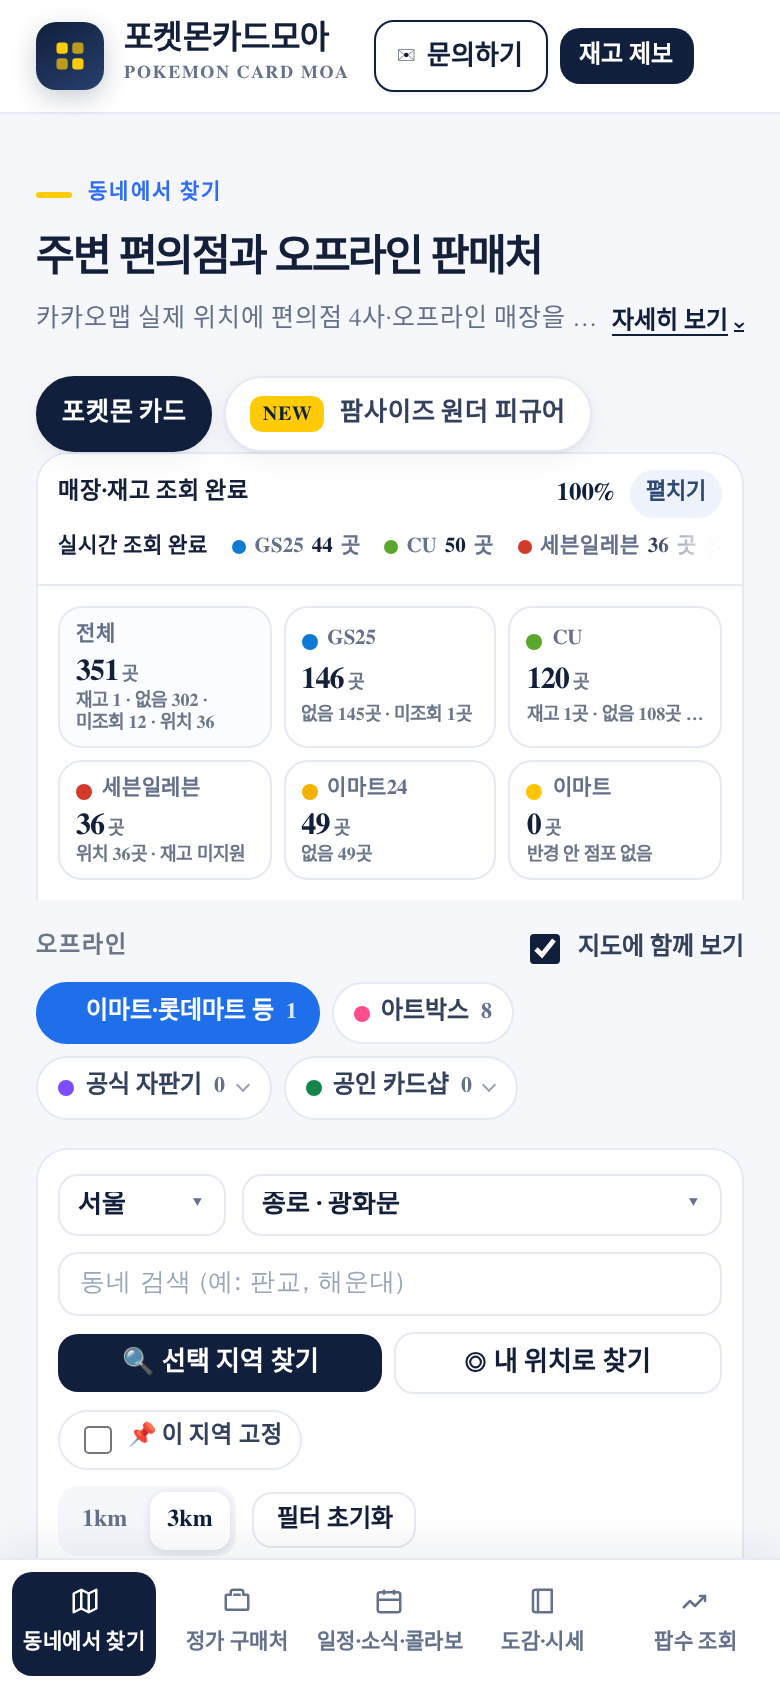 포켓몬카드모아
POKEMON CARD MOA
✉ 문의하기
재고 제보
동네에서 찾기
주변 편의점과 오프라인 판매처
카카오맵 실제 위치에 편의점 4사·오프라인 매장을 … 자세히 보기
포켓몬 카드
NEW 팜사이즈 원더 피규어
매장·재고 조회 완료 100% 펼치기
실시간 조회 완료 GS25 44 곳 CU 50 곳 세븐일레븐 36 곳
전체
351곳
재고 1 · 없음 302 ·
미조회 12 · 위치 36
GS25
146곳
없음 145곳 · 미조회 1곳
CU
120곳
재고 1곳 · 없음 108곳 …
세븐일레븐
36곳
위치 36곳 · 재고 미지원
이마트24
49곳
없음 49곳
이마트
0곳
반경 안 점포 없음
오프라인 지도에 함께 보기
이마트·롯데마트 등 1
아트박스 8
공식 자판기 0
공인 카드샵 0
서울
종로 · 광화문
동네 검색 (예: 판교, 해운대)
🔍 선택 지역 찾기
◎ 내 위치로 찾기
📌 이 지역 고정
1km 3km 필터 초기화
동네에서 찾기
정가 구매처
일정·소식·콜라보
도감·시세
팝수 조회